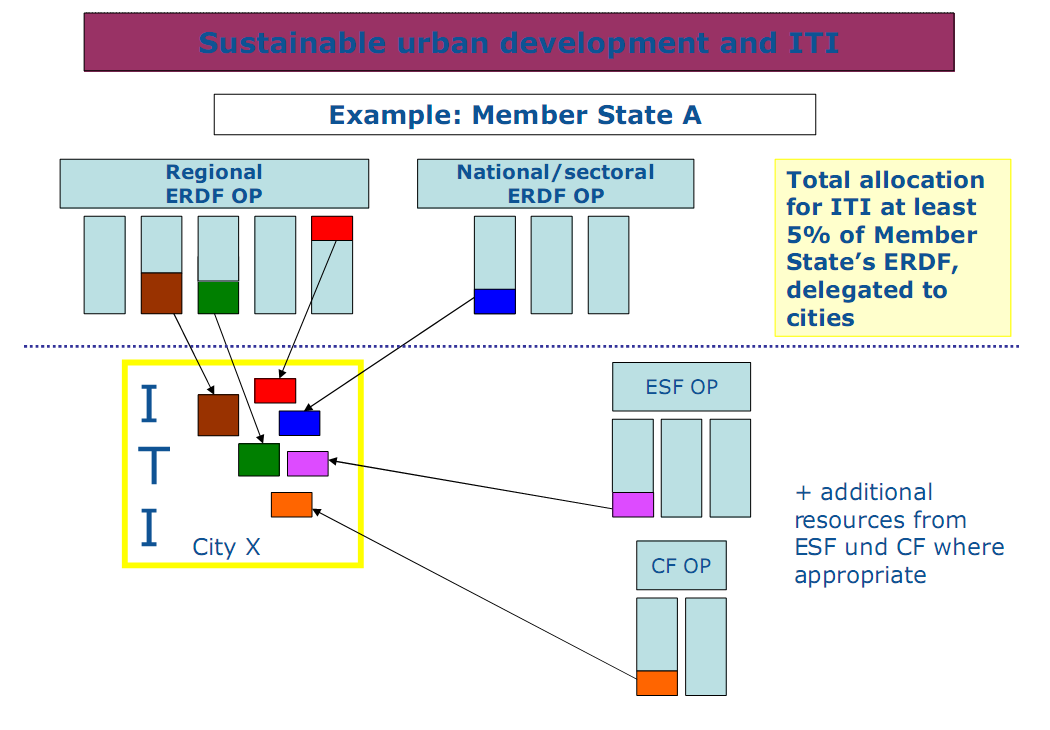 Sustainable urban development and ITI
Example: Member State A
Regional
ERDF OP
National/sectoral
ERDF OP
Total allocation
for ITI at least
5% of Member
State's ERDF,
delegated to
cities
I
T
I
City X
ESF OP
CF OP
+ additional
resources from
ESF und CF where
appropriate